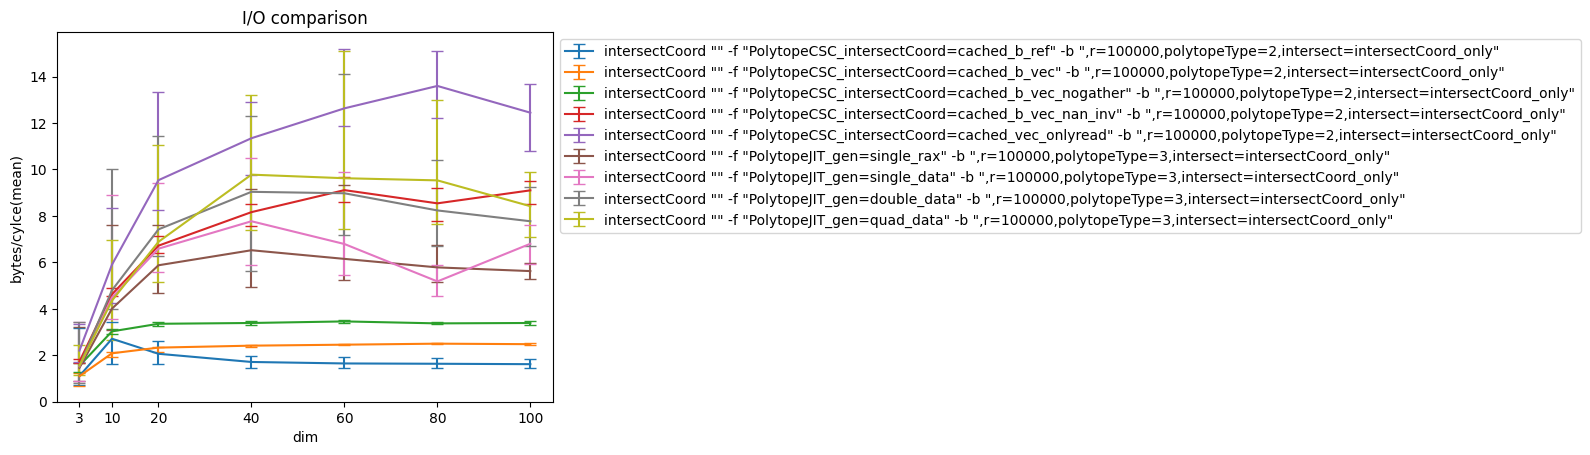 I/O comparison
bytes/cylce(mean)
14
12
10
8
6
4
2
0
3 10 20 40 60 80 100
dim
intersectCoord "" -f "PolytopeCSC_intersectCoord=cached_b_ref" -b ",r=100000,polytopeType=2,intersect=intersectCoord_only"
intersectCoord "" -f "PolytopeCSC_intersectCoord=cached_b_vec" -b ",r=100000,polytopeType=2,intersect=intersectCoord_only"
intersectCoord "" -f "PolytopeCSC_intersectCoord=cached_b_vec_nogather" -b ",r=100000,polytopeType=2,intersect=intersectCoord_only"
intersectCoord "" -f "PolytopeCSC_intersectCoord=cached_b_vec_nan_inv" -b ",r=100000,polytopeType=2,intersect=intersectCoord_only"
intersectCoord "" -f "PolytopeCSC_intersectCoord=cached_vec_onlyread" -b ",r=100000,polytopeType=2,intersect=intersectCoord_only"
intersectCoord "" -f "PolytopeJIT_gen=single_rax" -b ",r=100000,polytopeType=3,intersect=intersectCoord_only"
intersectCoord "" -f "PolytopeJIT_gen=single_data" -b ",r=100000,polytopeType=3,intersect=intersectCoord_only"
intersectCoord "" -f "PolytopeJIT_gen=double_data" -b ",r=100000,polytopeType=3,intersect=intersectCoord_only"
intersectCoord "" -f "PolytopeJIT_gen=quad_data" -b ",r=100000,polytopeType=3,intersect=intersectCoord_only"